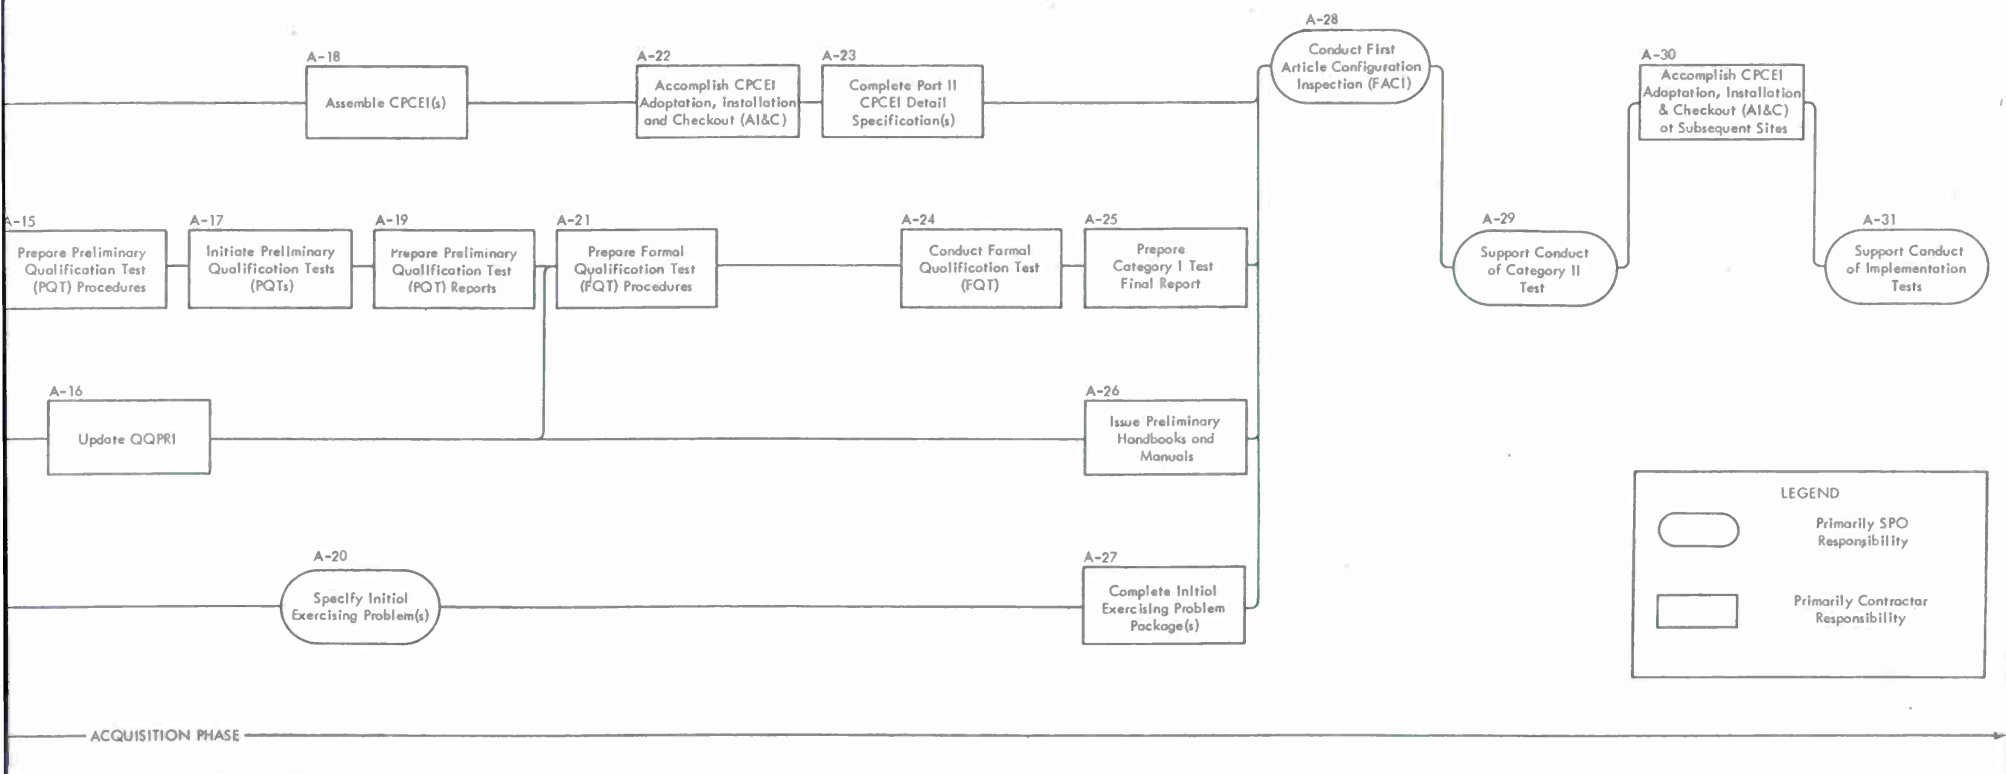 A-18
Assemble CPCEI(s)
A-22
Accomplish CPCEI
Adaptation, Installation
and Checkout (AI&C)
A-23
Complete Part II
CPCEI Detail
Specification(s)
A-28
Conduct First
Article Configuration
Inspection (FACI)
A-30
Accomplish CPCEI
Adaptation, Installation
& Checkout (AI&C)
at Subsequent Sites
A-15
Prepare Preliminary
Qualification Test
(PQT) Procedures
A-17
Initiate Preliminary
Qualification Tests
(PQTs)
A-19
Prepare Preliminary
Qualification Test
(PQT) Reports
A-21
Prepare Formal
Qualification Test
(FQT) Procedures
A-24
Conduct Formal
Qualification Test
(FQT)
A-25
Prepare
Category I Test
Final Report
A-29
Support Conduct
of Category II
Test
A-31
Support Conduct
of Implementation
Tests
A-16
Update QQPRI
A-26
Issue Preliminary
Handbooks and
Manuals
A-20
Specify Initial
Exercising Problem(s)
A-27
Complete Initial
Exercising Problem
Package(s)
LEGEND
Primarily SPO
Responsibility
Primarily Contractor
Responsibility
ACQUISITION PHASE